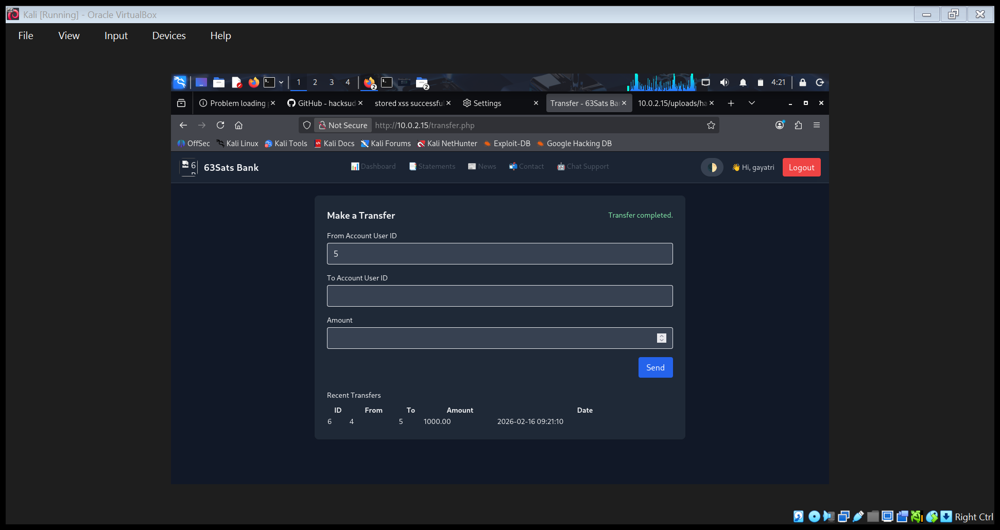 Kali [Running] - Oracle VirtualBox
File View Input Devices Help
1 2 3 4 2 2 4:21
Problem loading GitHub - hacksud stored xss successfu Settings Transfer - 63Sats Ba 10.0.2.15/uploads/ha
Not Secure http://10.0.2.15/transfer.php
OffSec Kali Linux Kali Tools Kali Docs Kali Forums Kali NetHunter Exploit-DB Google Hacking DB
6 63Sats Bank Dashboard Statements News Contact Chat Support Hi, gayatri Logout
Make a Transfer Transfer completed.
From Account User ID
5
To Account User ID
Amount
Send
Recent Transfers
ID From To Amount Date
6 4 5 1000.00 2026-02-16 09:21:10
Right Ctrl